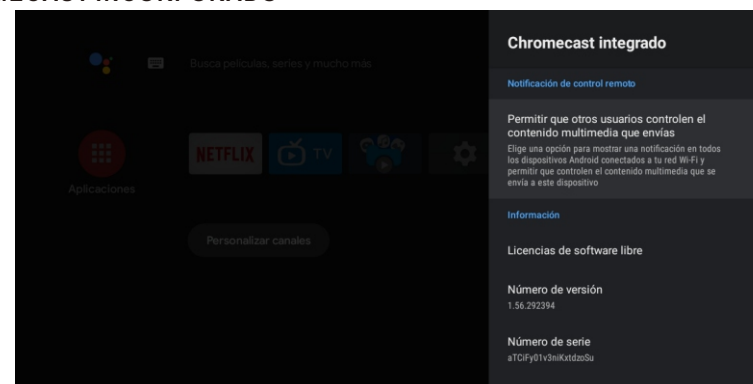 Chromecast integrado
Notificación de control remoto
Busca películas, series y mucho más
Permitir que otros usuarios controlen el
contenido multimedia que envías
Elige una opción para mostrar una notificación en todos
los dispositivos Android conectados a tu red Wi-Fi y
permitir que controlen el contenido multimedia que se
envía a este dispositivo
NETFLIX
TV
Aplicaciones
Información
Personalizar canales
Licencias de software libre
Número de versión
1.56.292394
Número de serie
aTCiFy01v3niKxtdzoSu